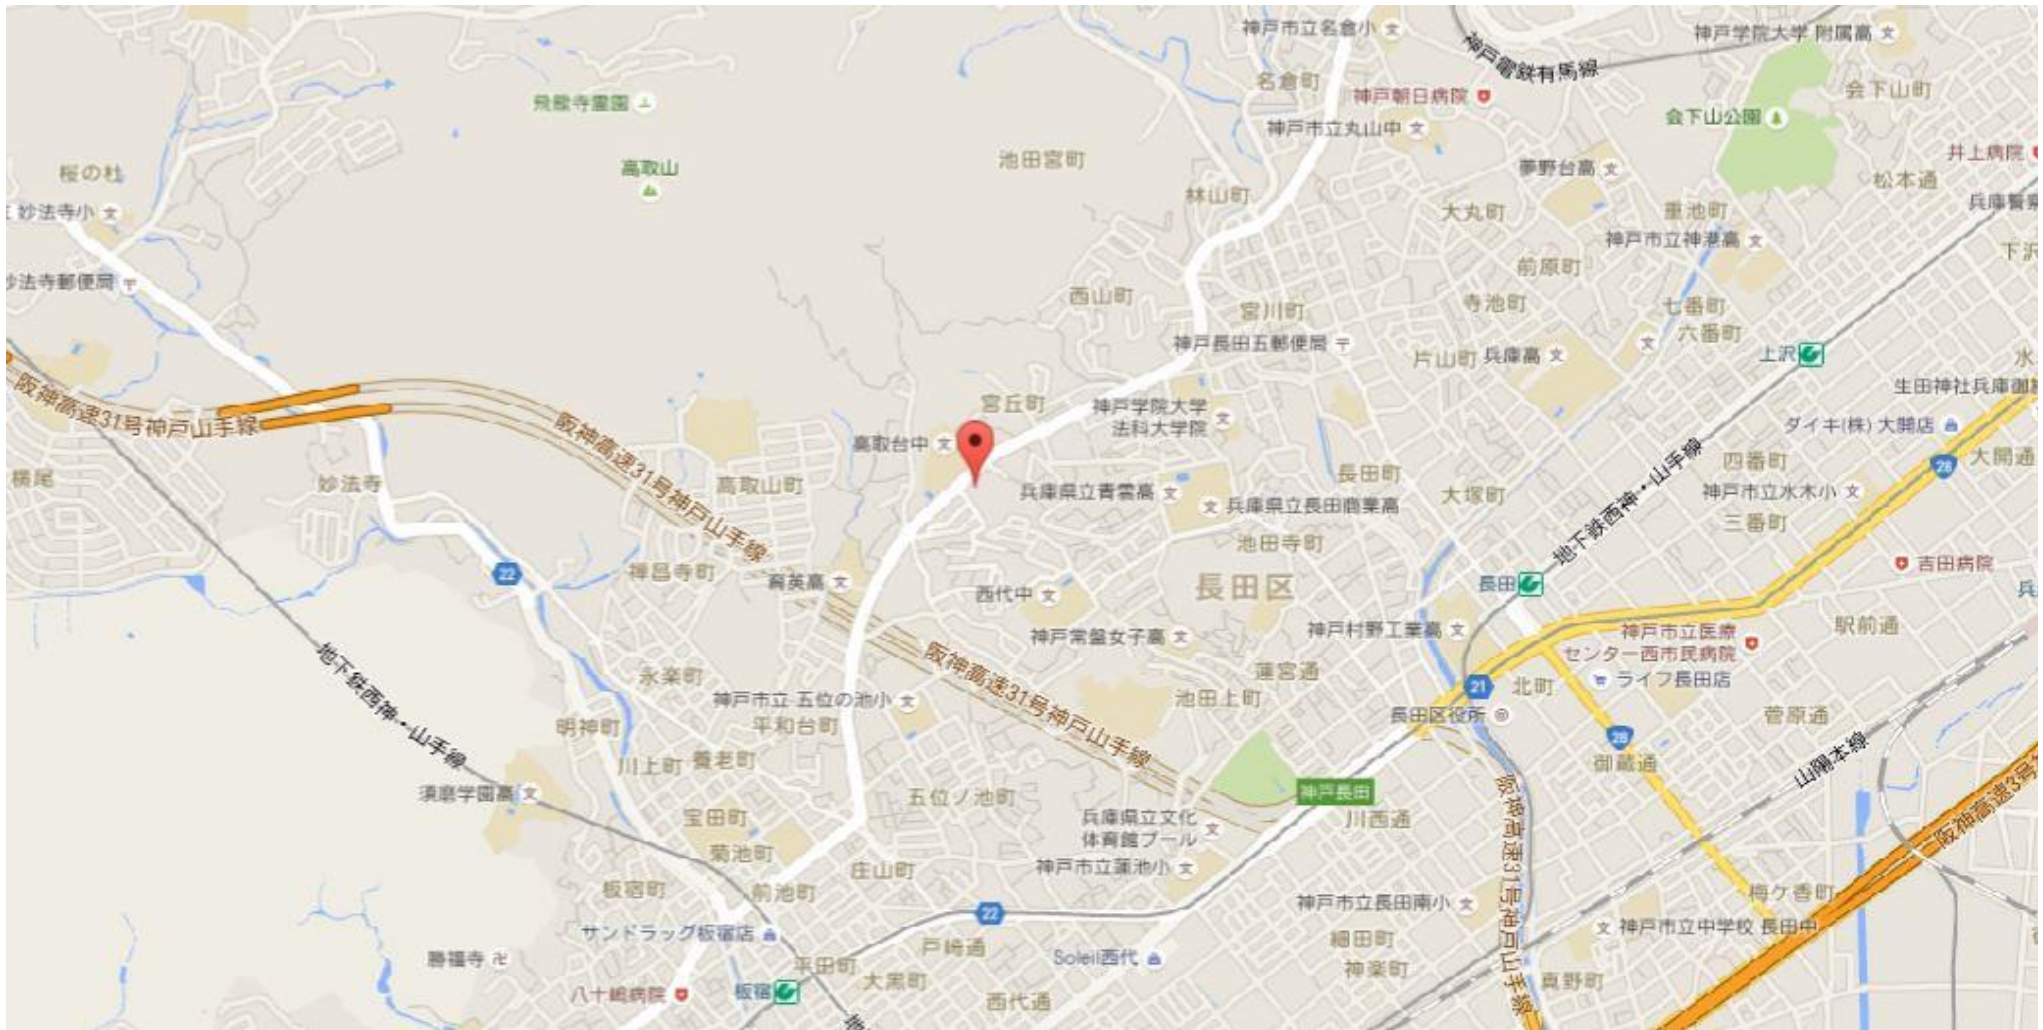 神戸市立名倉小
神戸電鉄有馬線
神戸学院大学 附属高
名倉町
神戸朝日病院
会下山町
飛龍寺霊園
会下山公園
神戸市立丸山中
高取山
池田宮町
夢野台高
井上病院
桜の杜
林山町
松本通
妙法寺小
大丸町
重池町
神戸市立神港高
前原町
妙法寺郵便局
西山町
宮川町
寺池町
七番町
六番町
神戸長田五郵便局
片山町
兵庫高
上沢
阪神高速31号神戸山手線
宮丘町
神戸学院大学
法科大学院
ダイキ(株) 大開店
阪神高速31号神戸山手線
高取台中
長田町
地下鉄西神・山手線
四番町
28
大開通
横尾
妙法寺
高取山町
兵庫県立青雲高
兵庫県立長田商業高
大塚町
神戸市立水木小
三番町
池田寺町
22
禅昌寺町
育英高
西代中
長田区
長田
吉田病院
神戸常盤女子高
神戸村野工業高
神戸市立医療
センター西市民病院
駅前通
地下鉄西神・山手線
永楽町
阪神高速31号神戸山手線
蓮宮通
神戸市立 五位の池小
池田上町
21
北町
ライフ長田店
明神町
平和台町
長田区役所
菅原通
28
川上町
養老町
御蔵通
山陽本線
須磨学園高
五位ノ池町
神戸長田
阪神高速31号神戸山手線
宝田町
兵庫県立文化
体育館プール
川西通
菊池町
庄山町
神戸市立蓮池小
板宿町
前池町
22
神戸市立長田南小
梅ケ香町
サンドラッグ板宿店
神戸市立中学校 長田中
戸崎通
細田町
勝福寺
平田町
大黒町
Soleil西代
神楽町
真野町
八十嶋病院
板宿
西代通